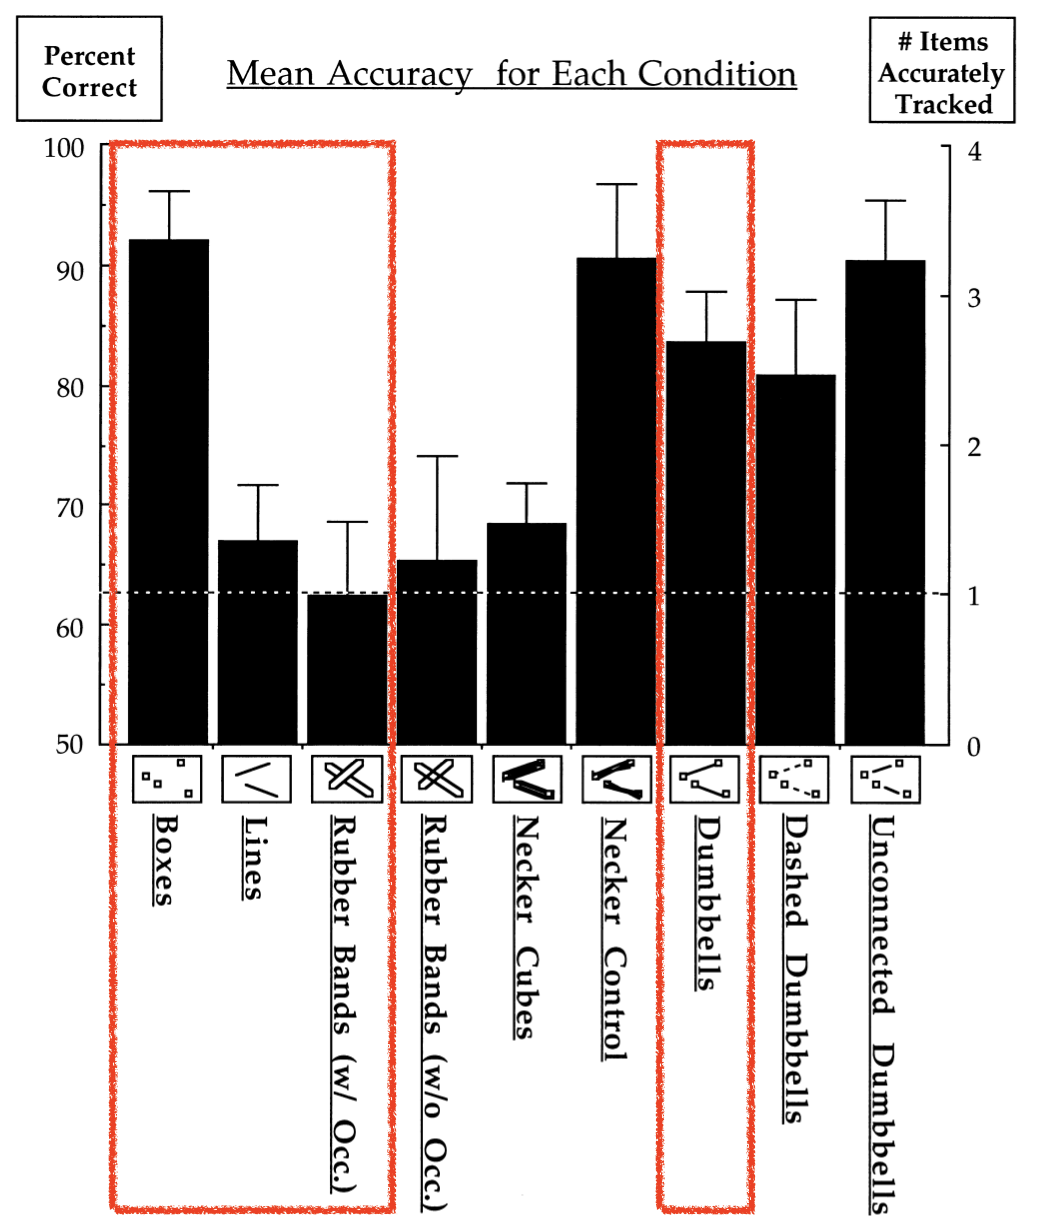 Percent
Correct
Mean Accuracy for Each Condition
# Items
Accurately
Tracked
100
90
80
70
60
50
4
3
2
1
0
Boxes
Lines
Rubber Bands (w/ Occ.)
Rubber Bands (w/o Occ.)
Necker Cubes
Necker Control
Dumbbells
Dashed Dumbbells
Unconnected Dumbbells